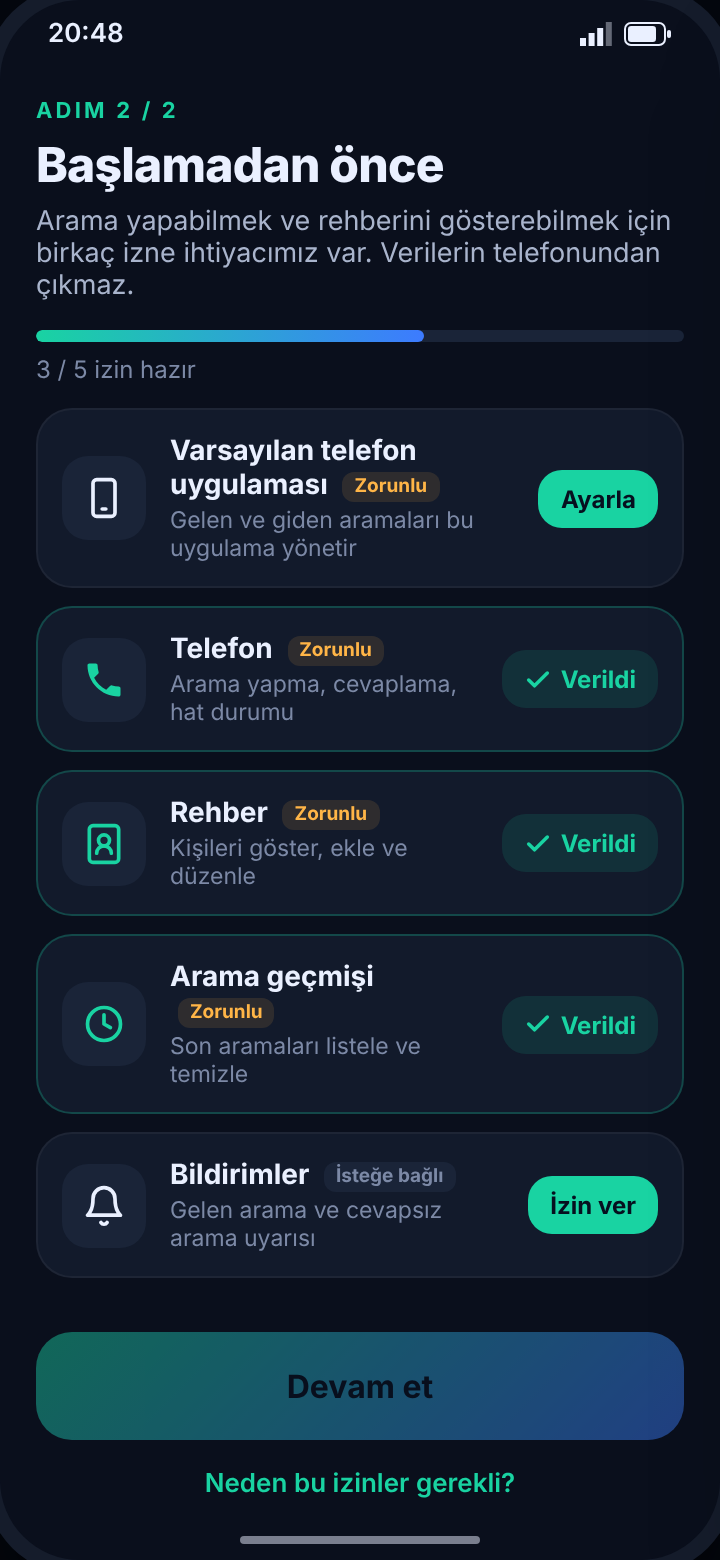 20:48
ADIM 2 / 2
Başlamadan önce
Arama yapabilmek ve rehberini gösterebilmek için
birkaç izne ihtiyacımız var. Verilerin telefonundan
çıkmaz.
3 / 5 izin hazır
Varsayılan telefon
uygulaması Zorunlu
Gelen ve giden aramaları bu
uygulama yönetir
Ayarla
Telefon Zorunlu
Arama yapma, cevaplama,
hat durumu
Verildi
Rehber Zorunlu
Kişileri göster, ekle ve
düzenle
Verildi
Arama geçmişi
Zorunlu
Son aramaları listele ve
temizle
Verildi
Bildirimler İsteğe bağlı
Gelen arama ve cevapsız
arama uyarısı
İzin ver
Devam et
Neden bu izinler gerekli?